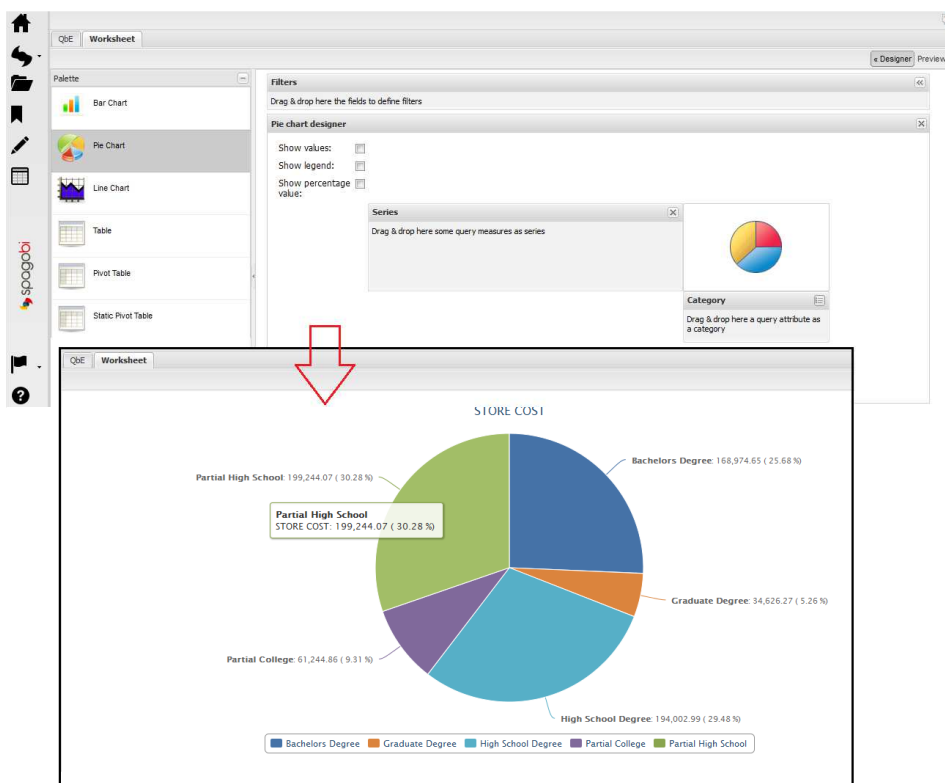 QbE Worksheet
« Designer Preview
Palette
Bar Chart
Pie Chart
Line Chart
Table
Pivot Table
Static Pivot Table
spagobi
Filters
Drag & drop here the fields to define filters
Pie chart designer
Show values:
Show legend:
Show percentage
value:
Series
Drag & drop here some query measures as series
Category
Drag & drop here a query attribute as
a category
QbE Worksheet
STORE COST
Bachelors Degree: 168,974.65 ( 25.68 %)
Partial High School: 199,244.07 ( 30.28 %)
Partial High School
STORE COST: 199,244.07 ( 30.28 %)
Graduate Degree: 34,626.27 ( 5.26 %)
Partial College: 61,244.86 ( 9.31 %)
High School Degree: 194,002.99 ( 29.48 %)
Bachelors Degree Graduate Degree High School Degree Partial College Partial High School